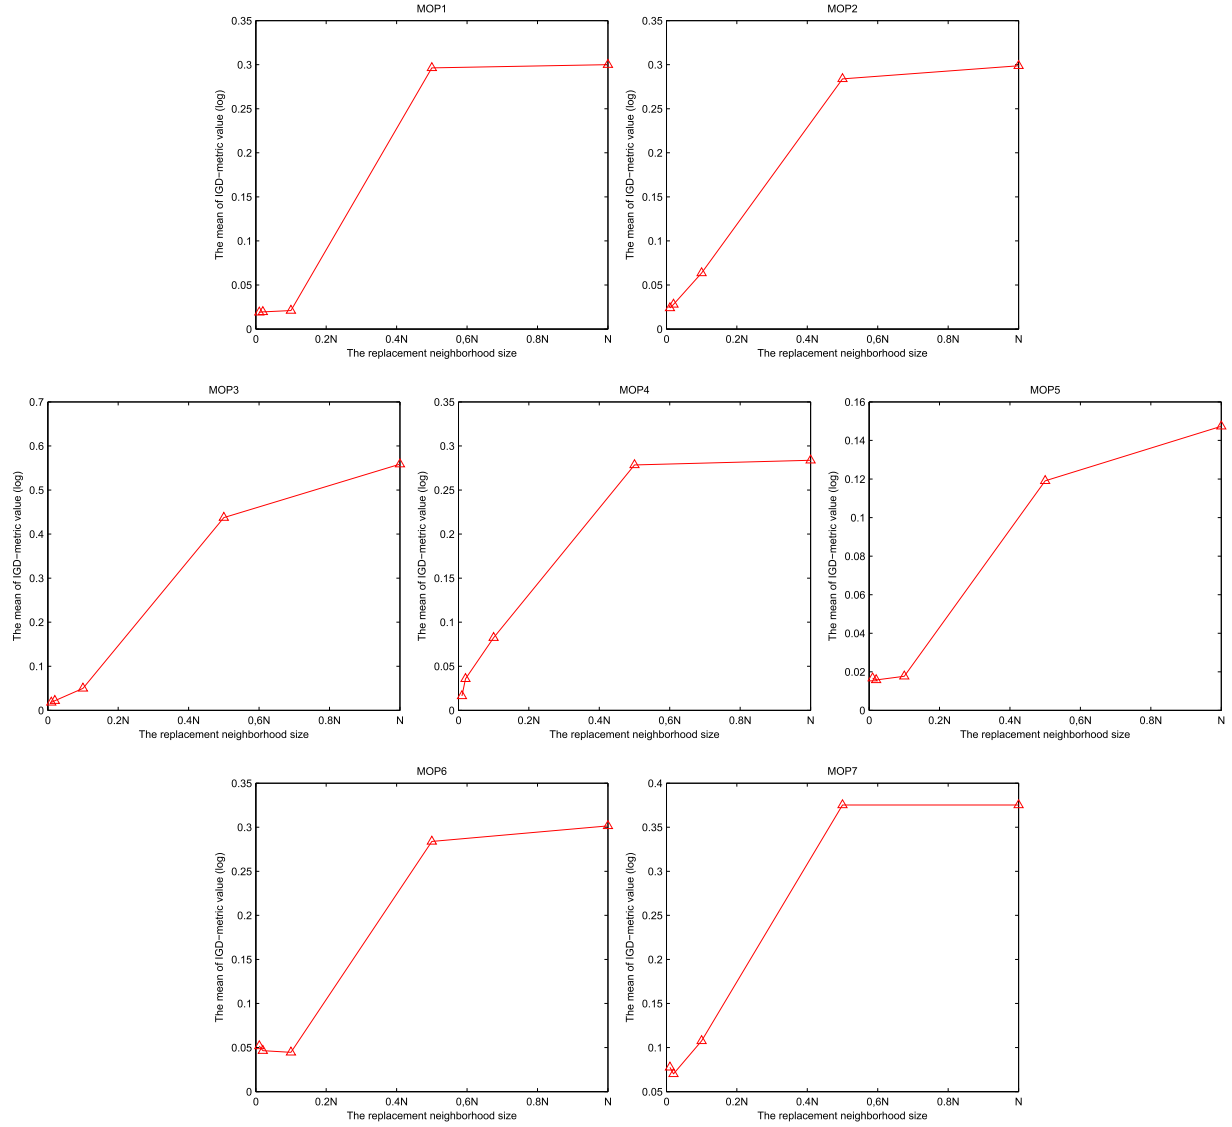 MOP1
0.35
0.3
0.25
0.2
0.15
0.1
0.05
0
The mean of IGD−metric value (log)
0 0.2N 0.4N 0,6N 0.8N N
The replacement neighborhood size
MOP2
0.35
0.3
0.25
0.2
0.15
0.1
0.05
0
The mean of IGD−metric value (log)
0 0.2N 0.4N 0,6N 0.8N N
The replacement neighborhood size
MOP3
0.7
0.6
0.5
0.4
0.3
0.2
0.1
0
The mean of IGD−metric value (log)
0 0.2N 0.4N 0,6N 0.8N N
The replacement neighborhood size
MOP4
0.35
0.3
0.25
0.2
0.15
0.1
0.05
0
The mean of IGD−metric value (log)
0 0.2N 0.4N 0,6N 0.8N N
The replacement neighborhood size
MOP5
0.16
0.14
0.12
0.1
0.08
0.06
0.04
0.02
0
The mean of IGD−metric value (log)
0 0.2N 0.4N 0,6N 0.8N N
The replacement neighborhood size
MOP6
0.35
0.3
0.25
0.2
0.15
0.1
0.05
0
The mean of IGD−metric value (log)
0 0.2N 0.4N 0,6N 0.8N N
The replacement neighborhood size
MOP7
0.4
0.35
0.3
0.25
0.2
0.15
0.1
0.05
The mean of IGD−metric value (log)
0 0.2N 0.4N 0,6N 0.8N N
The replacement neighborhood size